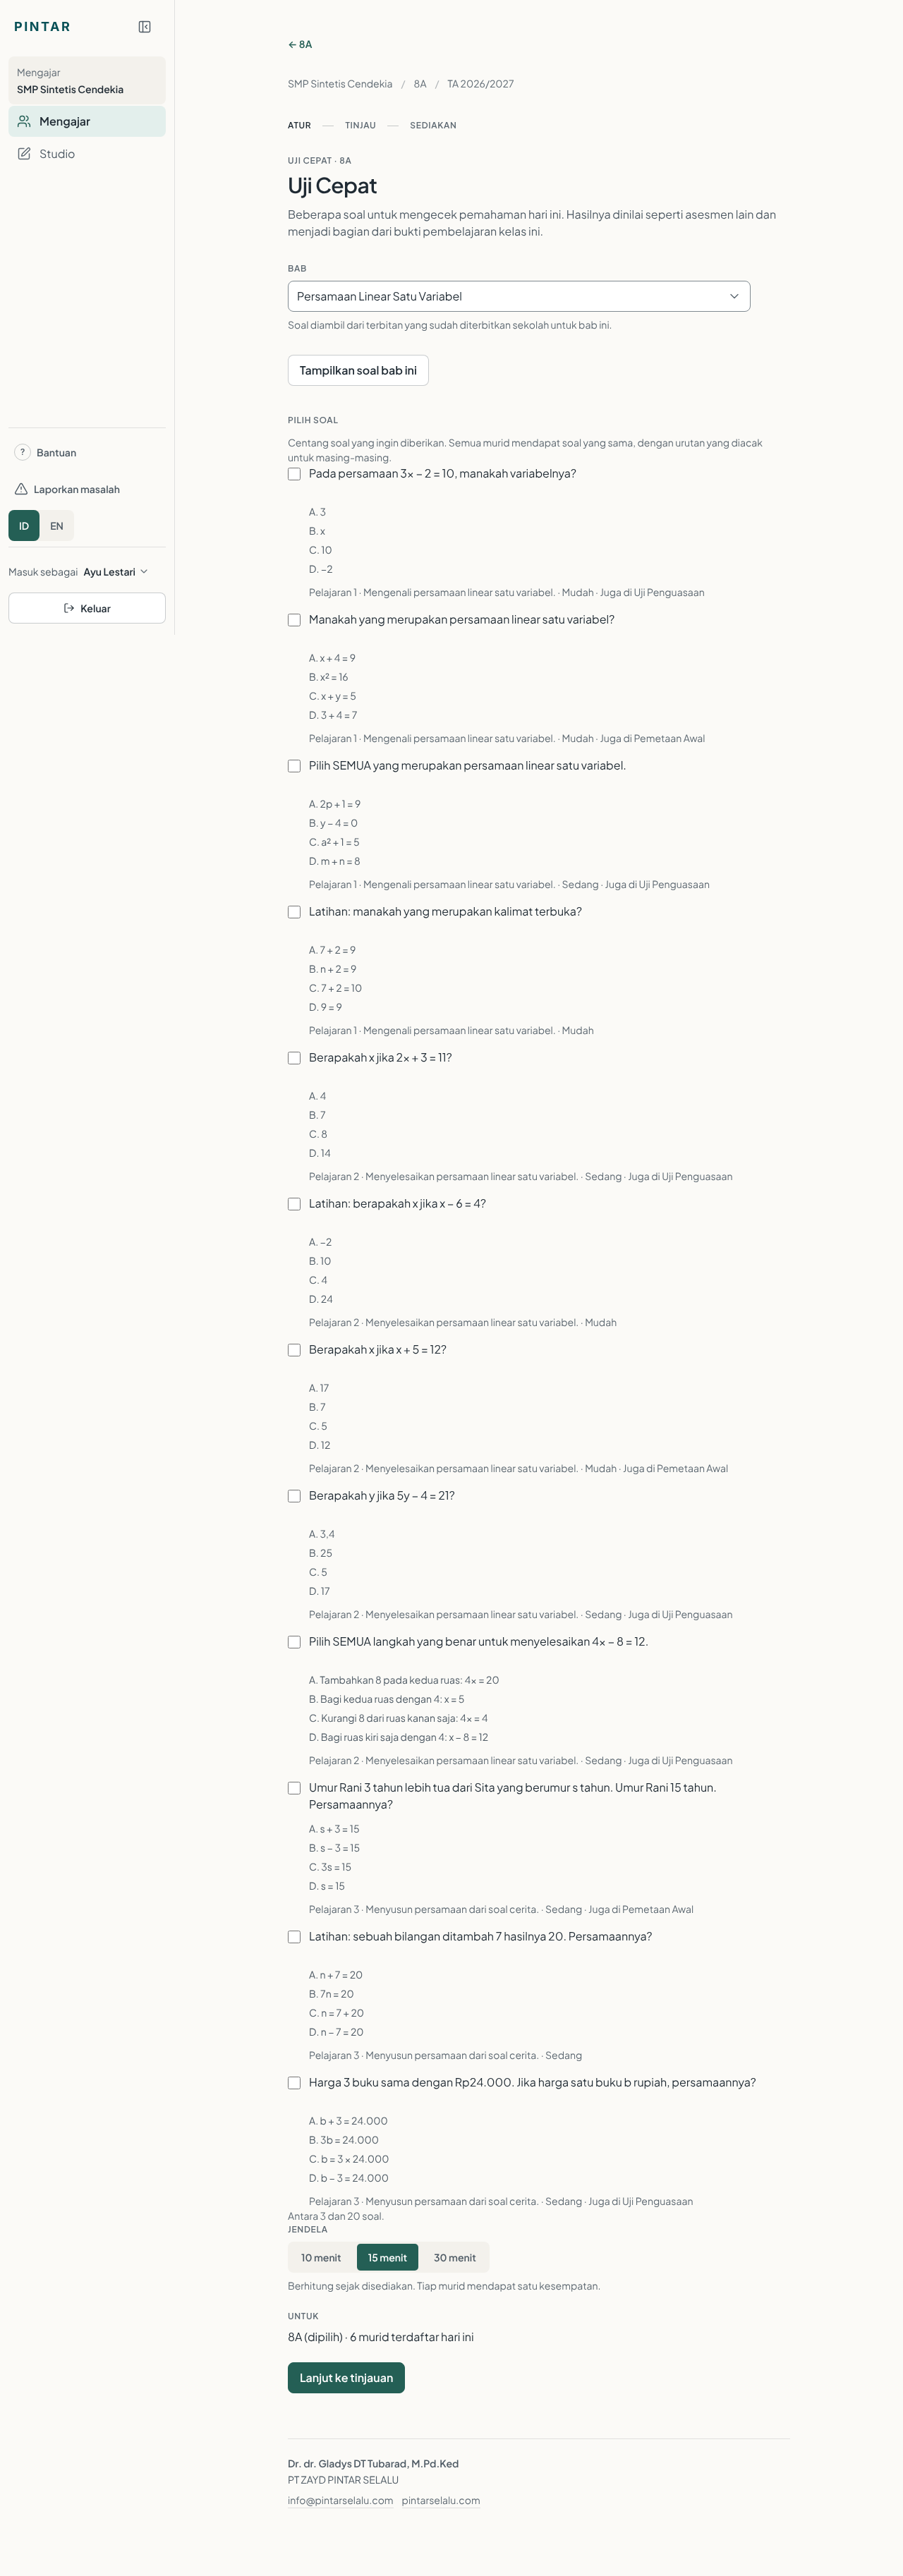 PINTAR
Mengajar
SMP Sintetis Cendekia
Mengajar
Studio
? Bantuan
Laporkan masalah
ID EN
Masuk sebagai Ayu Lestari
Keluar
← 8A
SMP Sintetis Cendekia / 8A / TA 2026/2027
ATUR — TINJAU — SEDIAKAN
UJI CEPAT · 8A
Uji Cepat
Beberapa soal untuk mengecek pemahaman hari ini. Hasilnya dinilai seperti asesmen lain dan
menjadi bagian dari bukti pembelajaran kelas ini.
BAB
Persamaan Linear Satu Variabel
Soal diambil dari terbitan yang sudah diterbitkan sekolah untuk bab ini.
Tampilkan soal bab ini
PILIH SOAL
Centang soal yang ingin diberikan. Semua murid mendapat soal yang sama, dengan urutan yang diacak
untuk masing-masing.
Pada persamaan 3x − 2 = 10, manakah variabelnya?
A. 3
B. x
C. 10
D. −2
Pelajaran 1 · Mengenali persamaan linear satu variabel. · Mudah · Juga di Uji Penguasaan
Manakah yang merupakan persamaan linear satu variabel?
A. x + 4 = 9
B. x² = 16
C. x + y = 5
D. 3 + 4 = 7
Pelajaran 1 · Mengenali persamaan linear satu variabel. · Mudah · Juga di Pemetaan Awal
Pilih SEMUA yang merupakan persamaan linear satu variabel.
A. 2p + 1 = 9
B. y − 4 = 0
C. a² + 1 = 5
D. m + n = 8
Pelajaran 1 · Mengenali persamaan linear satu variabel. · Sedang · Juga di Uji Penguasaan
Latihan: manakah yang merupakan kalimat terbuka?
A. 7 + 2 = 9
B. n + 2 = 9
C. 7 + 2 = 10
D. 9 = 9
Pelajaran 1 · Mengenali persamaan linear satu variabel. · Mudah
Berapakah x jika 2x + 3 = 11?
A. 4
B. 7
C. 8
D. 14
Pelajaran 2 · Menyelesaikan persamaan linear satu variabel. · Sedang · Juga di Uji Penguasaan
Latihan: berapakah x jika x − 6 = 4?
A. −2
B. 10
C. 4
D. 24
Pelajaran 2 · Menyelesaikan persamaan linear satu variabel. · Mudah
Berapakah x jika x + 5 = 12?
A. 17
B. 7
C. 5
D. 12
Pelajaran 2 · Menyelesaikan persamaan linear satu variabel. · Mudah · Juga di Pemetaan Awal
Berapakah y jika 5y − 4 = 21?
A. 3,4
B. 25
C. 5
D. 17
Pelajaran 2 · Menyelesaikan persamaan linear satu variabel. · Sedang · Juga di Uji Penguasaan
Pilih SEMUA langkah yang benar untuk menyelesaikan 4x − 8 = 12.
A. Tambahkan 8 pada kedua ruas: 4x = 20
B. Bagi kedua ruas dengan 4: x = 5
C. Kurangi 8 dari ruas kanan saja: 4x = 4
D. Bagi ruas kiri saja dengan 4: x − 8 = 12
Pelajaran 2 · Menyelesaikan persamaan linear satu variabel. · Sedang · Juga di Uji Penguasaan
Umur Rani 3 tahun lebih tua dari Sita yang berumur s tahun. Umur Rani 15 tahun.
Persamaannya?
A. s + 3 = 15
B. s − 3 = 15
C. 3s = 15
D. s = 15
Pelajaran 3 · Menyusun persamaan dari soal cerita. · Sedang · Juga di Pemetaan Awal
Latihan: sebuah bilangan ditambah 7 hasilnya 20. Persamaannya?
A. n + 7 = 20
B. 7n = 20
C. n = 7 + 20
D. n − 7 = 20
Pelajaran 3 · Menyusun persamaan dari soal cerita. · Sedang
Harga 3 buku sama dengan Rp24.000. Jika harga satu buku b rupiah, persamaannya?
A. b + 3 = 24.000
B. 3b = 24.000
C. b = 3 × 24.000
D. b − 3 = 24.000
Pelajaran 3 · Menyusun persamaan dari soal cerita. · Sedang · Juga di Uji Penguasaan
Antara 3 dan 20 soal.
JENDELA
10 menit 15 menit 30 menit
Berhitung sejak disediakan. Tiap murid mendapat satu kesempatan.
UNTUK
8A (dipilih) · 6 murid terdaftar hari ini
Lanjut ke tinjauan
Dr. dr. Gladys DT Tubarad, M.Pd.Ked
PT ZAYD PINTAR SELALU
info@pintarselalu.com pintarselalu.com